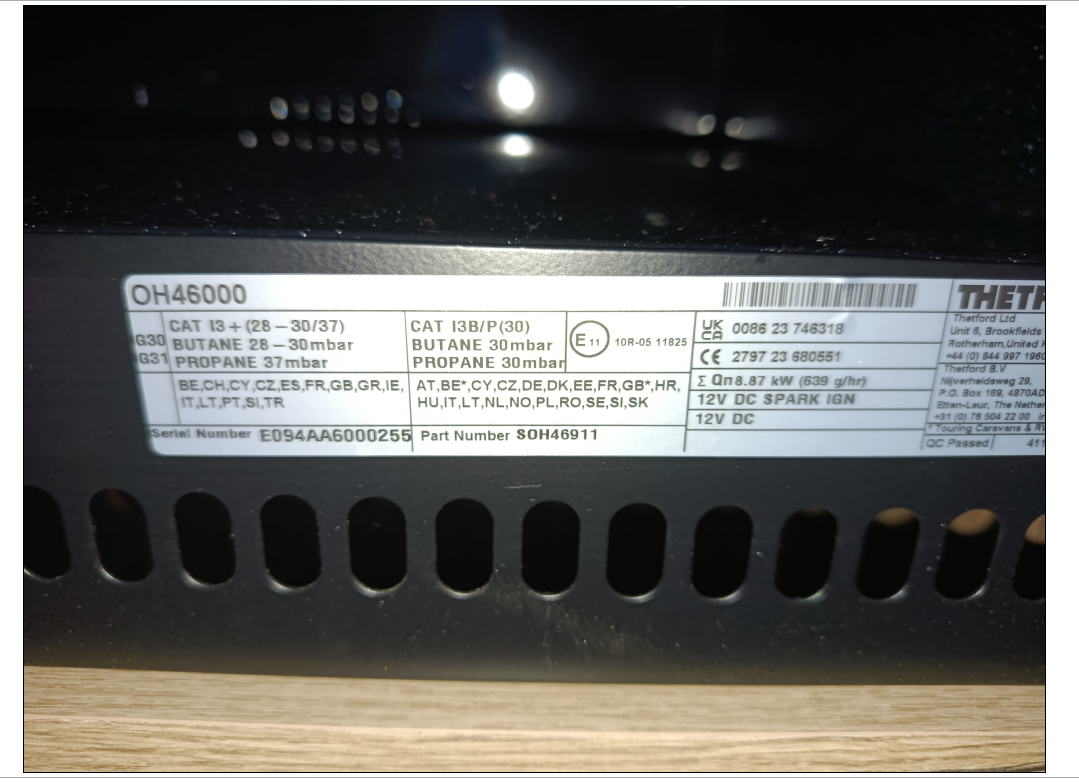 OH46000
G30
G31
CAT I3+(28-30/37)
BUTANE 28-30mbar
PROPANE 37mbar
CAT I3B/P(30)
BUTANE 30mbar
PROPANE 30mbar
E 11
10R-05 11825
BE,CH,CY,CZ,ES,FR,GB,GR,IE,
IT,LT,PT,SI,TR
AT,BE*,CY,CZ,DE,DK,EE,FR,GB*,HR,
HU,IT,LT,NL,NO,PL,RO,SE,SI,SK
Serial Number E094AA6000255
Part Number SOH46911
UK
CA
0086 23 746318
CE 2797 23 680551
Σ Qn 8.87 kW (639 g/hr)
12V DC SPARK IGN
12V DC
THETF
Thetford Ltd
Unit 6, Brookfields
Rotherham, United
+44 (0) 844 997 1960
Thetford B.V
Nijverheidsweg 29,
P.O. Box 169, 4870AD
Etten-Leur, The Nether
+31 (0) 76 504 22 00
* Touring Caravans & RV
QC Passed
411